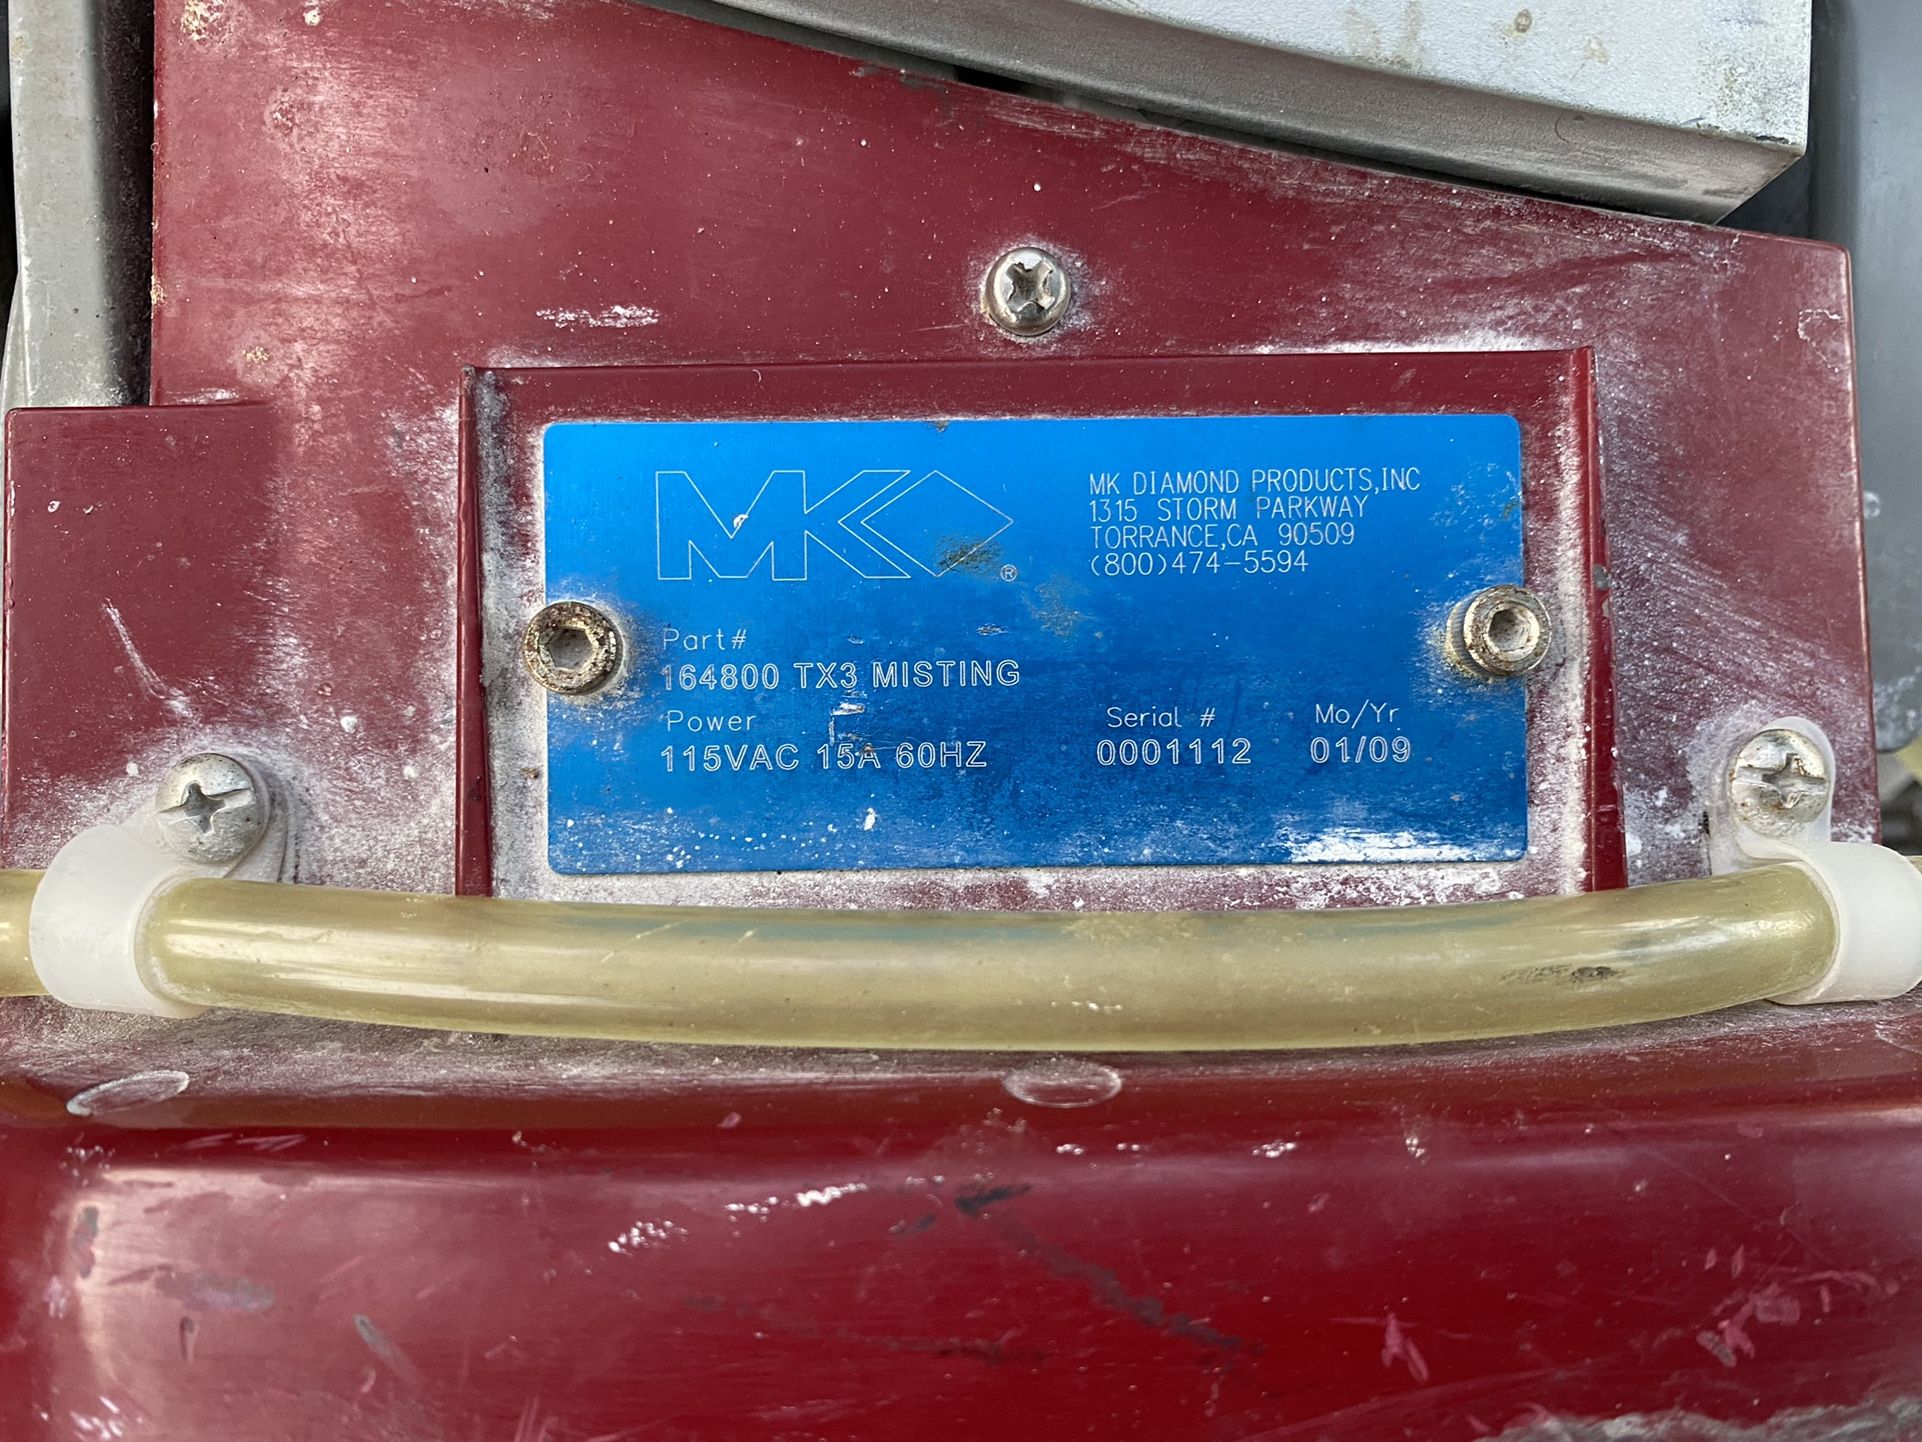 MK
®
MK DIAMOND PRODUCTS,INC
1315 STORM PARKWAY
TORRANCE,CA 90509
(800)474-5594
Part#
164800 TX3 MISTING
Power
115VAC 15A 60HZ
Serial #
0001112
Mo/Yr
01/09